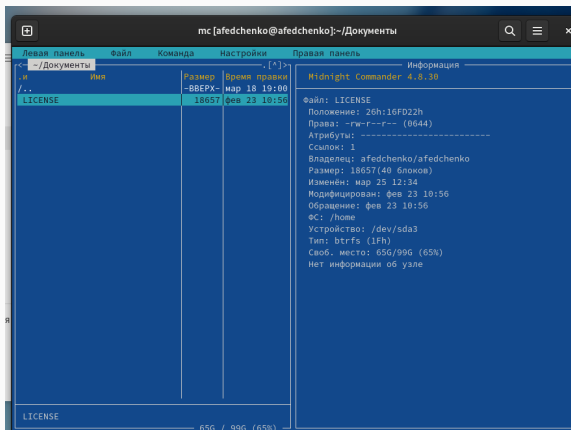 mc [afedchenko@afedchenko]:~/Документы
Левая панель Файл Команда Настройки Правая панель
<— ~/Документы .[^]>
Информация
.и Имя Размер Время правки
Midnight Commander 4.8.30
/.. -ВВЕРХ- мар 18 19:00
LICENSE 18657 фев 23 10:56
Файл: LICENSE
Положение: 26h:16FD22h
Права: -rw-r--r-- (0644)
Атрибуты: -------------------------
Ссылок: 1
Владелец: afedchenko/afedchenko
Размер: 18657(40 блоков)
Изменён: мар 25 12:34
Модифицирован: фев 23 10:56
Обращение: фев 23 10:56
ФС: /home
Устройство: /dev/sda3
Тип: btrfs (1Fh)
Своб. место: 65G/99G (65%)
Нет информации об узле
я
LICENSE
65G / 99G (65%)